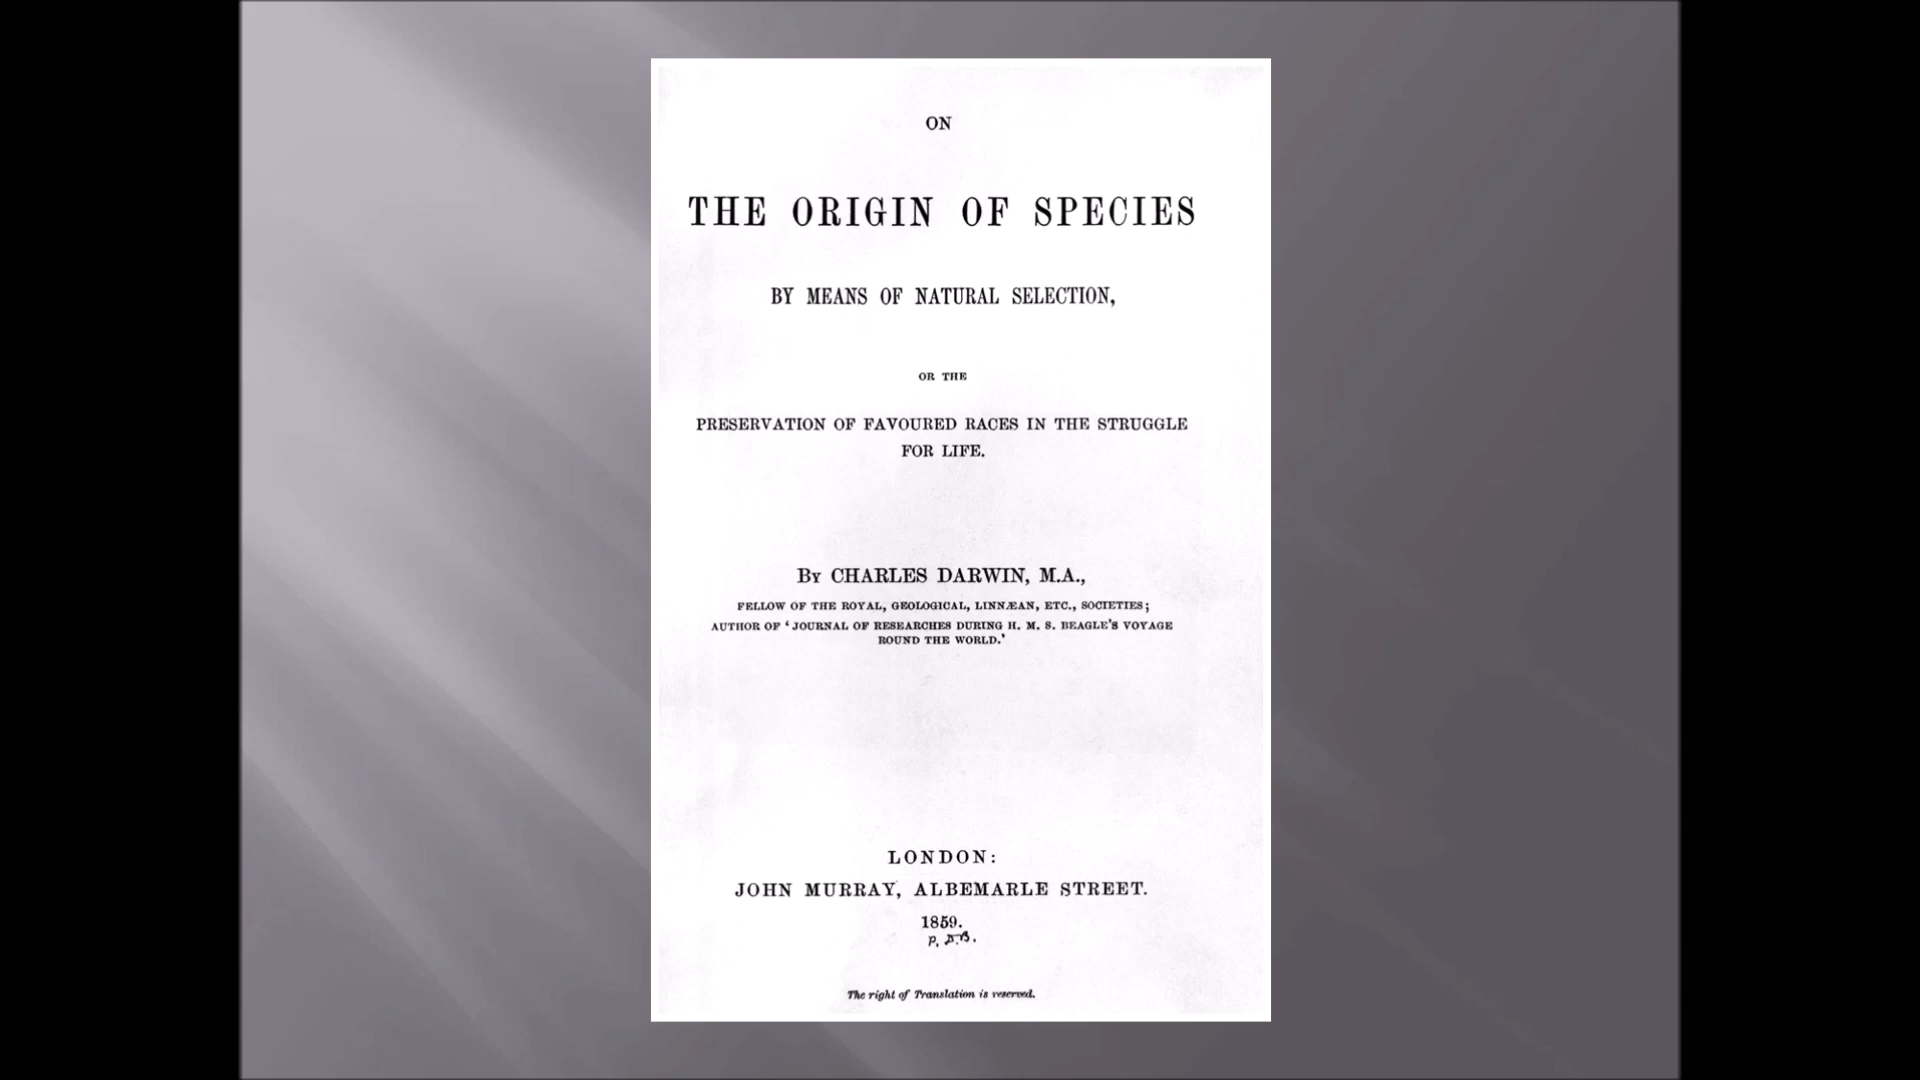 ON
THE ORIGIN OF SPECIES
BY MEANS OF NATURAL SELECTION,
OR THE
PRESERVATION OF FAVOURED RACES IN THE STRUGGLE
FOR LIFE.
BY CHARLES DARWIN, M.A.,
FELLOW OF THE ROYAL, GEOLOGICAL, LINNÆAN, ETC., SOCIETIES;
AUTHOR OF ‘JOURNAL OF RESEARCHES DURING H. M. S. BEAGLE’S VOYAGE
ROUND THE WORLD.’
LONDON:
JOHN MURRAY, ALBEMARLE STREET.
1859.
The right of Translation is reserved.